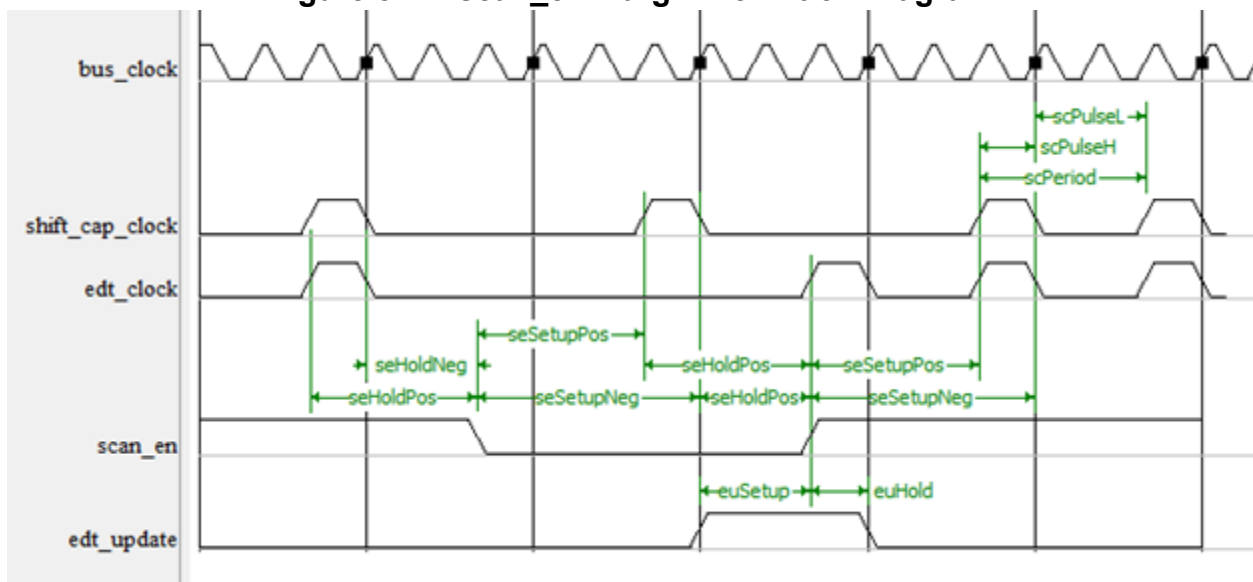 bus_clock
scPulseL
scPulseH
scPeriod
shift_cap_clock
edt_clock
seSetupPos
seHoldNeg
seHoldPos
seSetupPos
seHoldPos
seSetupNeg
seHoldPos
seSetupNeg
scan_en
euSetup
euHold
edt_update